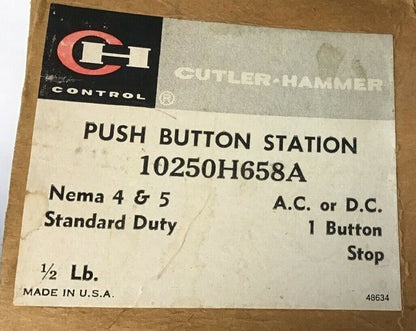 CH
CONTROL ®
CUTLER-HAMMER
PUSH BUTTON STATION
10250H658A
Nema 4 & 5
Standard Duty
A.C. or D.C.
1 Button
Stop
½ Lb.
MADE IN U.S.A.
48634